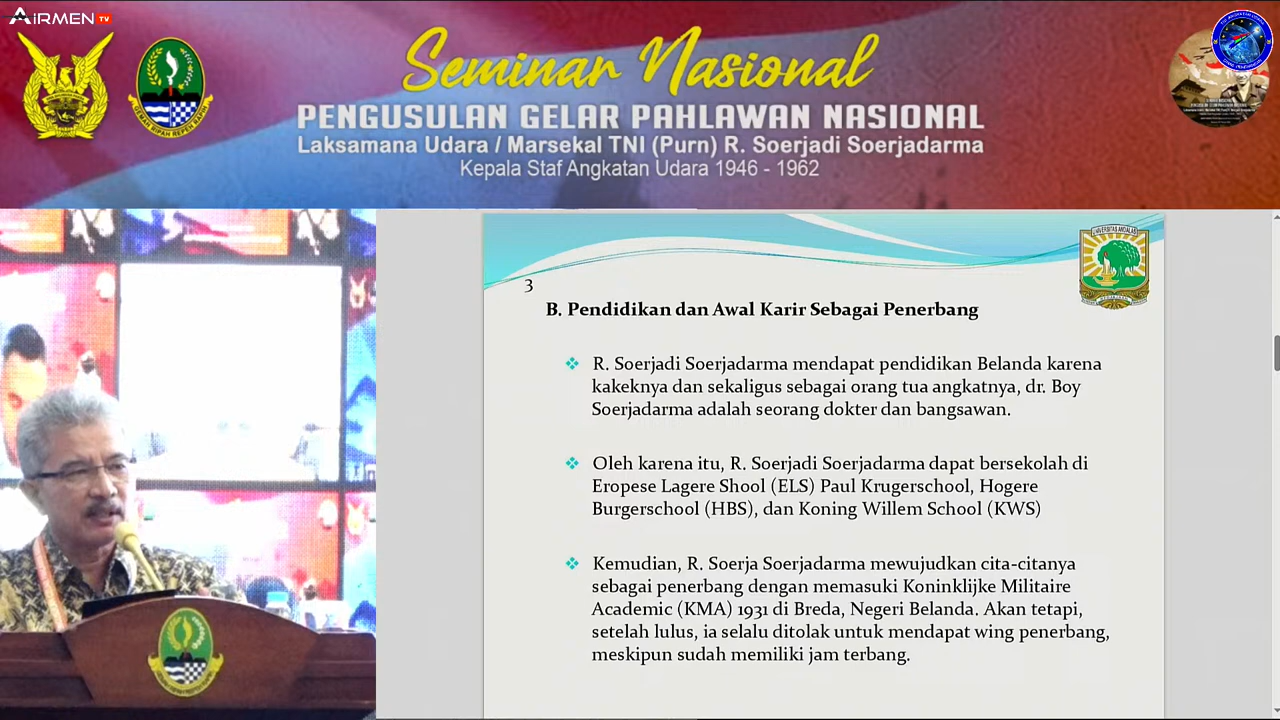 AiRMEN TV
Seminar Nasional
PENGUSULAN GELAR PAHLAWAN NASIONAL
Laksamana Udara / Marsekal TNI (Purn) R. Soerjadi Soerjadarma
Kepala Staf Angkatan Udara 1946 - 1962
UNIVERSITAS ANDALAS
3
B. Pendidikan dan Awal Karir Sebagai Penerbang
❖ R. Soerjadi Soerjadarma mendapat pendidikan Belanda karena
kakeknya dan sekaligus sebagai orang tua angkatnya, dr. Boy
Soerjadarma adalah seorang dokter dan bangsawan.
❖ Oleh karena itu, R. Soerjadi Soerjadarma dapat bersekolah di
Eropese Lagere Shool (ELS) Paul Krugerschool, Hogere
Burgerschool (HBS), dan Koning Willem School (KWS)
❖ Kemudian, R. Soerja Soerjadarma mewujudkan cita-citanya
sebagai penerbang dengan memasuki Koninklijke Militaire
Academic (KMA) 1931 di Breda, Negeri Belanda. Akan tetapi,
setelah lulus, ia selalu ditolak untuk mendapat wing penerbang,
meskipun sudah memiliki jam terbang.